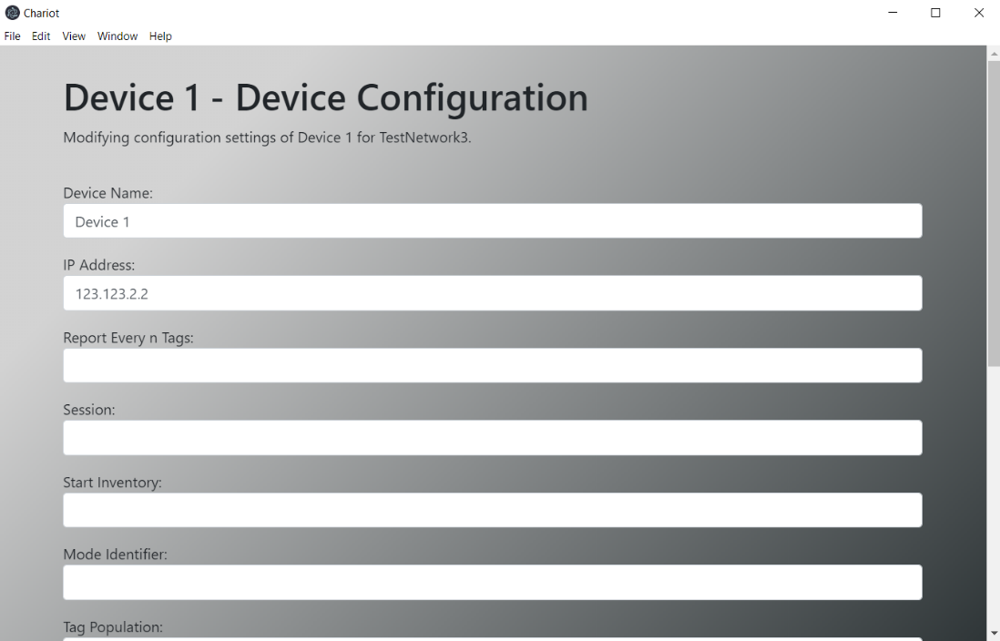 Chariot
File Edit View Window Help
Device 1 - Device Configuration
Modifying configuration settings of Device 1 for TestNetwork3.
Device Name:
Device 1
IP Address:
123.123.2.2
Report Every n Tags:
Session:
Start Inventory:
Mode Identifier:
Tag Population: